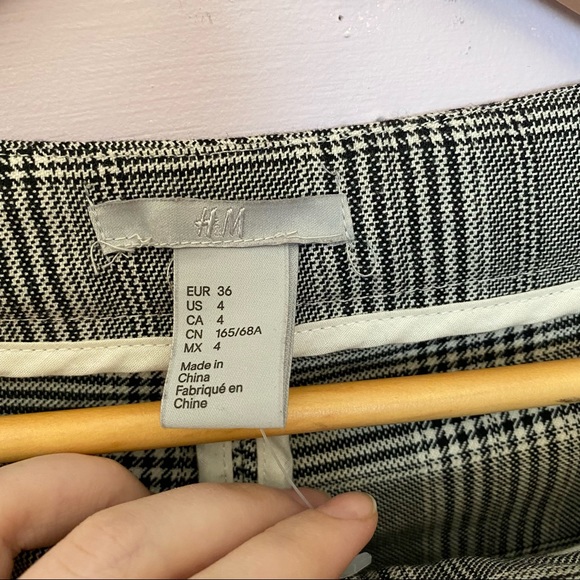 H&M
EUR 36
US 4
CA 4
CN 165/68A
MX 4
Made in
China
Fabriqué en
Chine